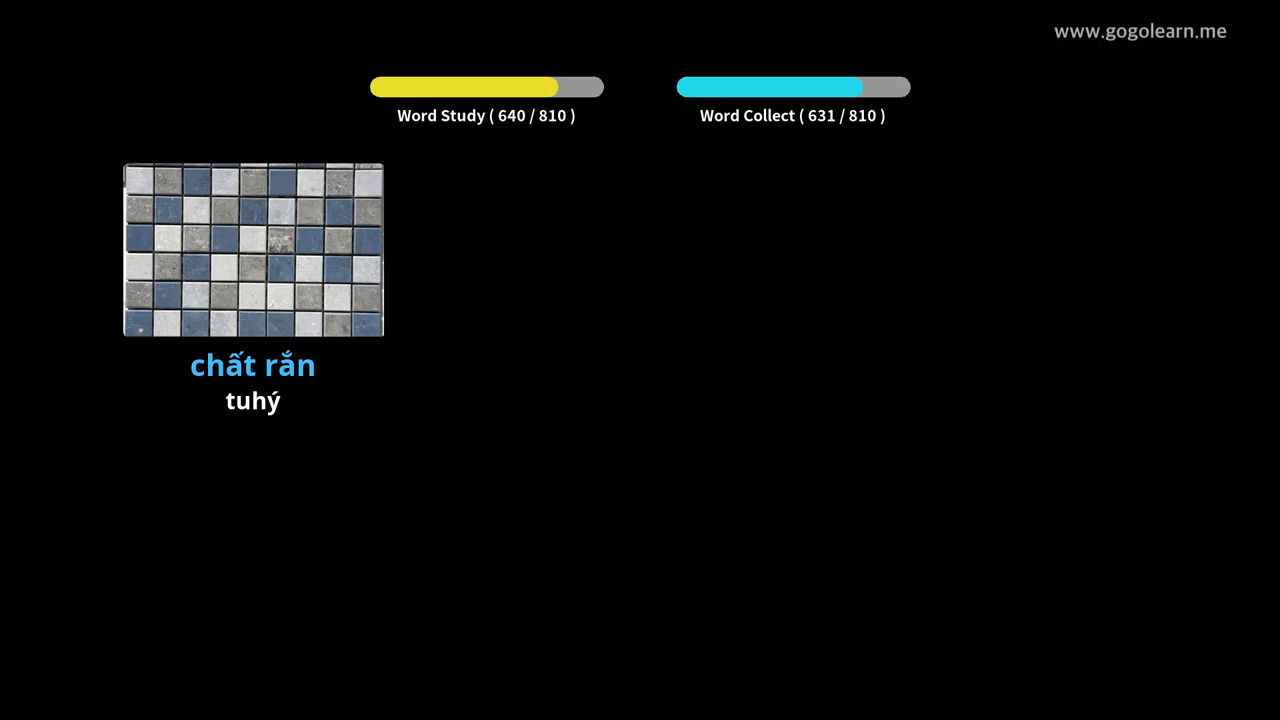 www.gogolearn.me
Word Study ( 640 / 810 )
Word Collect ( 631 / 810 )
chất rắn
tuhý